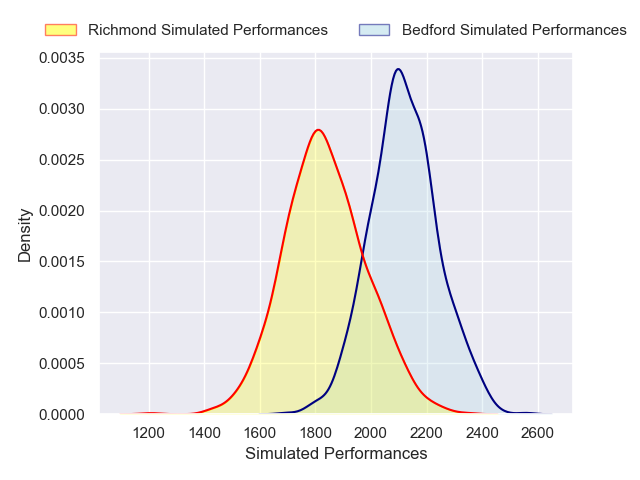 Richmond Simulated Performances
Bedford Simulated Performances
0.0035
0.0030
0.0025
0.0020
0.0015
0.0010
0.0005
0.0000
Density
1200 1400 1600 1800 2000 2200 2400 2600
Simulated Performances